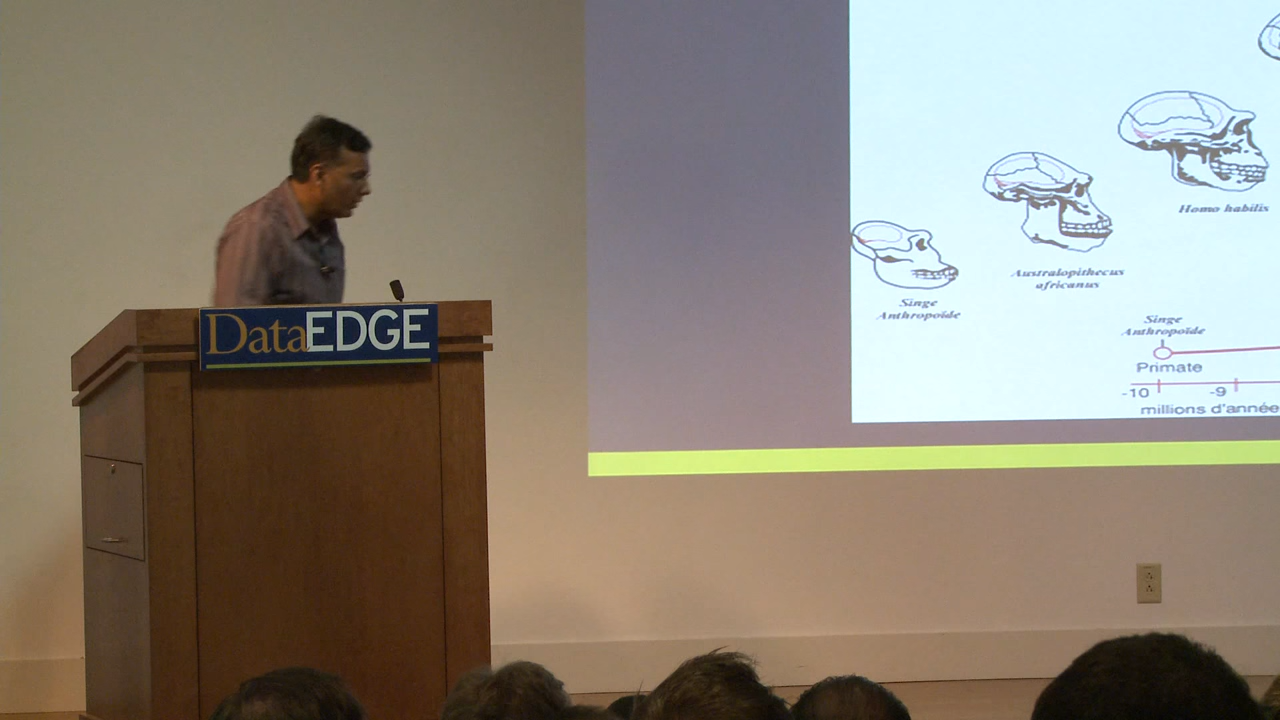 DataEDGE
Homo habilis
Australopithecus
africanus
Singe
Anthropoïde
Singe
Anthropoïde
Primate
-10 -9
millions d'année